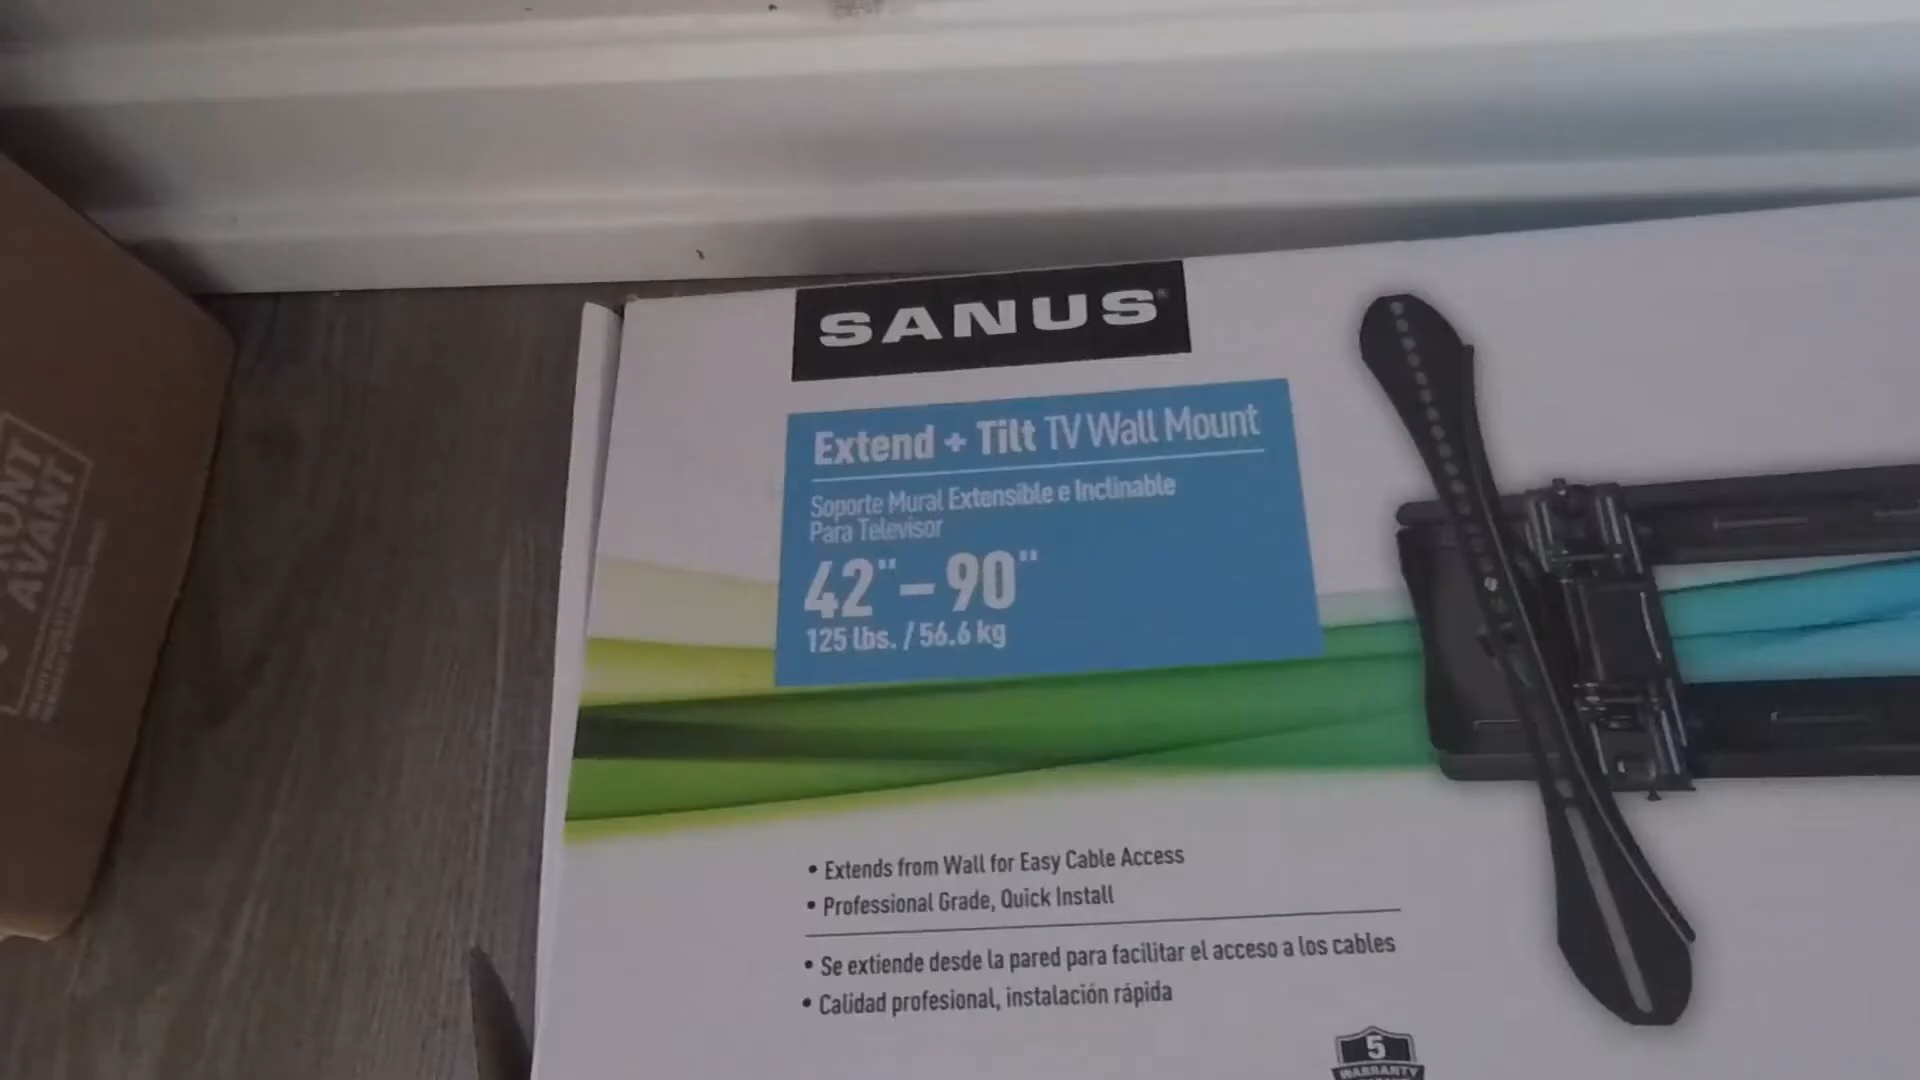 SANUS
Extend + Tilt TV Wall Mount
Soporte Mural Extensible e Inclinable
Para Televisor
42"–90"
125 lbs. / 56.6 kg
• Extends from Wall for Easy Cable Access
• Professional Grade, Quick Install
• Se extiende desde la pared para facilitar el acceso a los cables
• Calidad profesional, instalación rápida
5
WARRANTY
AVANT